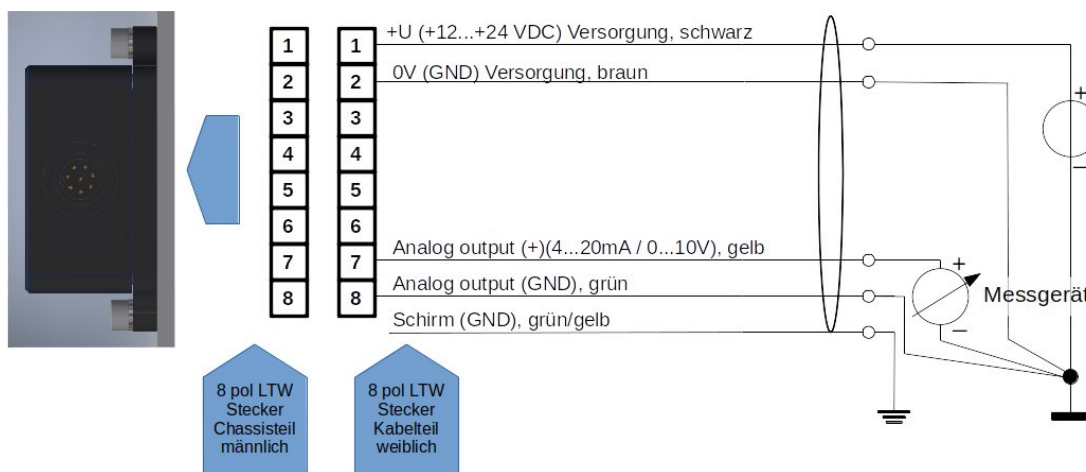 +U (+12...+24 VDC) Versorgung, schwarz
1 1
0V (GND) Versorgung, braun
2 2
3 3
+
4 4
−
5 5
6 6
Analog output (+)(4...20mA / 0...10V), gelb
7 7
+
Analog output (GND), grün
Messgerät
8 8
−
Schirm (GND), grün/gelb
8 pol LTW
Stecker
Chassisteil
männlich
8 pol LTW
Stecker
Kabelteil
weiblich